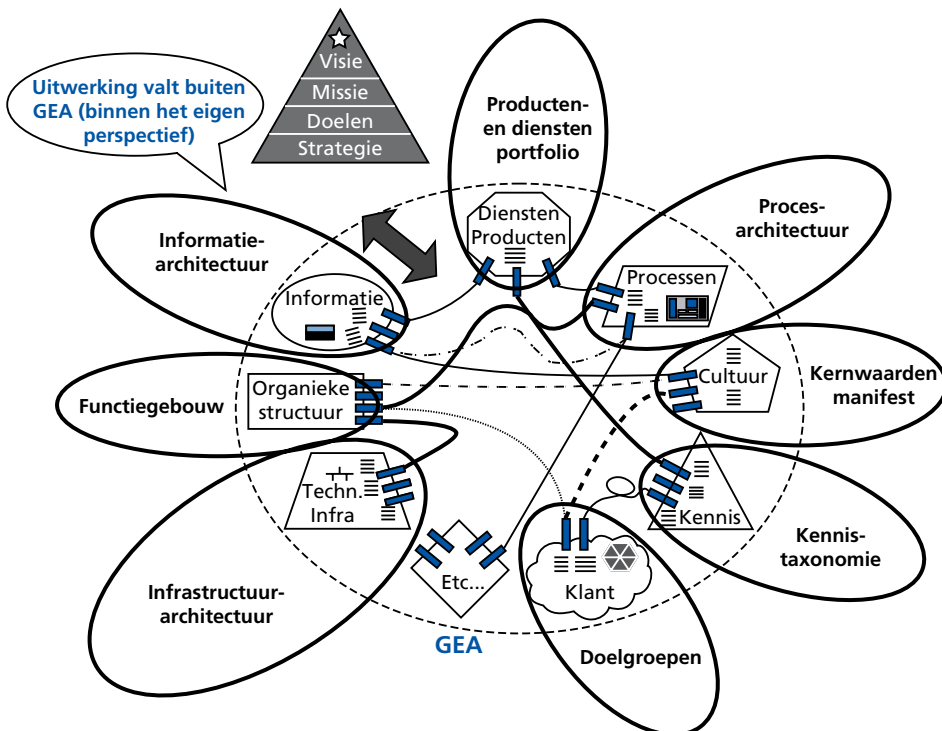 Visie
Missie
Doelen
Strategie
Uitwerking valt buiten
GEA (binnen het eigen
perspectief)
Producten-
en diensten
portfolio
Diensten
Producten
Proces-
architectuur
Processen
Informatie-
architectuur
Informatie
Functiegebouw
Organieke
structuur
Cultuur
Kernwaarden
manifest
Techn.
Infra
Infrastructuur-
architectuur
Kennis
Kennis-
taxonomie
Etc...
GEA
Klant
Doelgroepen